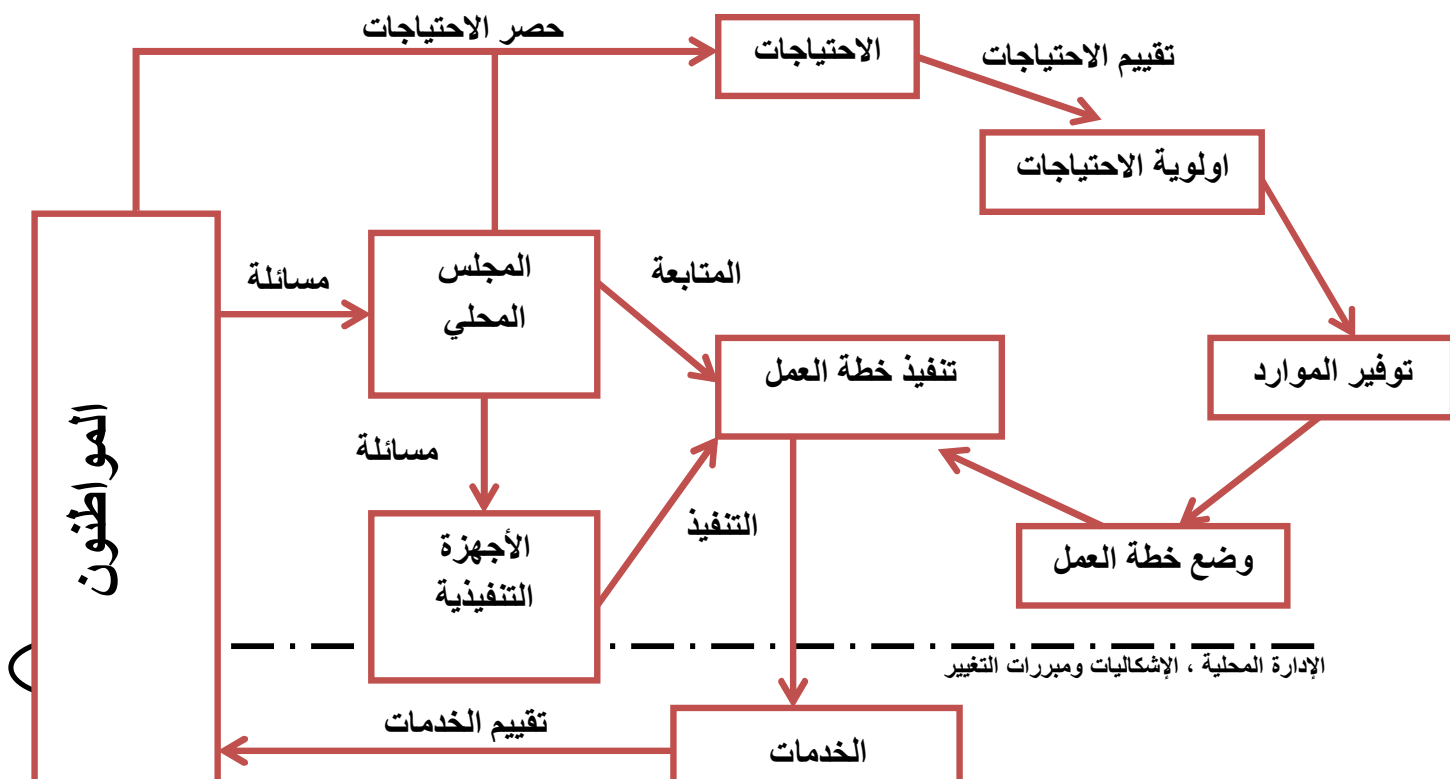 حصر الاحتياجات
الاحتياجات
تقييم الاحتياجات
اولوية الاحتياجات
المجلس
المحلي
مسائلة
المتابعة
تنفيذ خطة العمل
توفير الموارد
المواطنون
مسائلة
الأجهزة
التنفيذية
التنفيذ
وضع خطة العمل
الإدارة المحلية ، الإشكاليات ومبررات التغيير
تقييم الخدمات
الخدمات